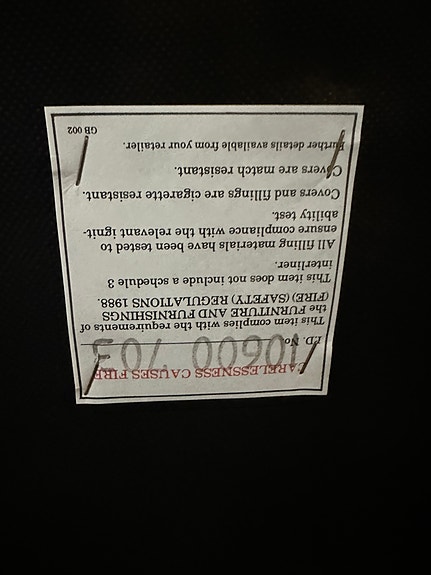 CARELESSNESS CAUSES FIRE
I.D. No. 10600 /03
This item complies with the requirements of
the FURNITURE AND FURNISHINGS
(FIRE) (SAFETY) REGULATIONS 1988.
This item does not include a schedule 3
interliner.
All filling materials have been tested to
ensure compliance with the relevant ignit-
ability test.
Covers and fillings are cigarette resistant.
Covers are match resistant.
Further details available from your retailer.
GB 002